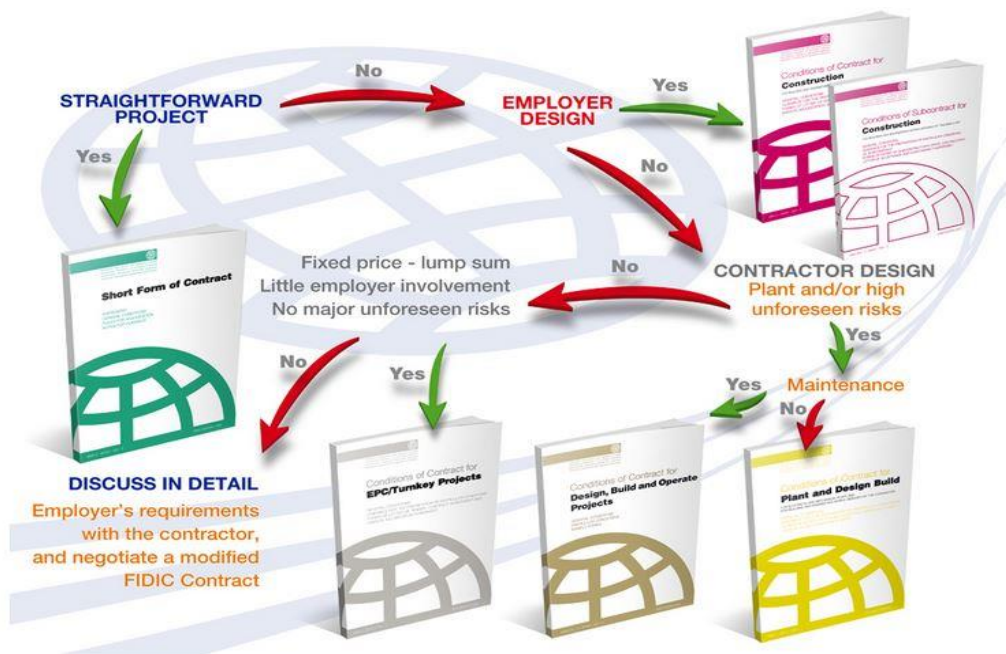 STRAIGHTFORWARD
PROJECT
No
EMPLOYER
DESIGN
Yes
Conditions of Contract for
Construction
Conditions of Subcontract for
Construction
Yes
No
Short Form of Contract
Fixed price - lump sum
Little employer involvement
No major unforeseen risks
No
CONTRACTOR DESIGN
Plant and/or high
unforeseen risks
No
Yes
Yes
Yes
Maintenance
No
DISCUSS IN DETAIL
Employer's requirements
with the contractor,
and negotiate a modified
FIDIC Contract
Conditions of Contract for
EPC/Turnkey Projects
Conditions of Contract for
Design, Build and Operate
Projects
Conditions of Contract for
Plant and Design Build